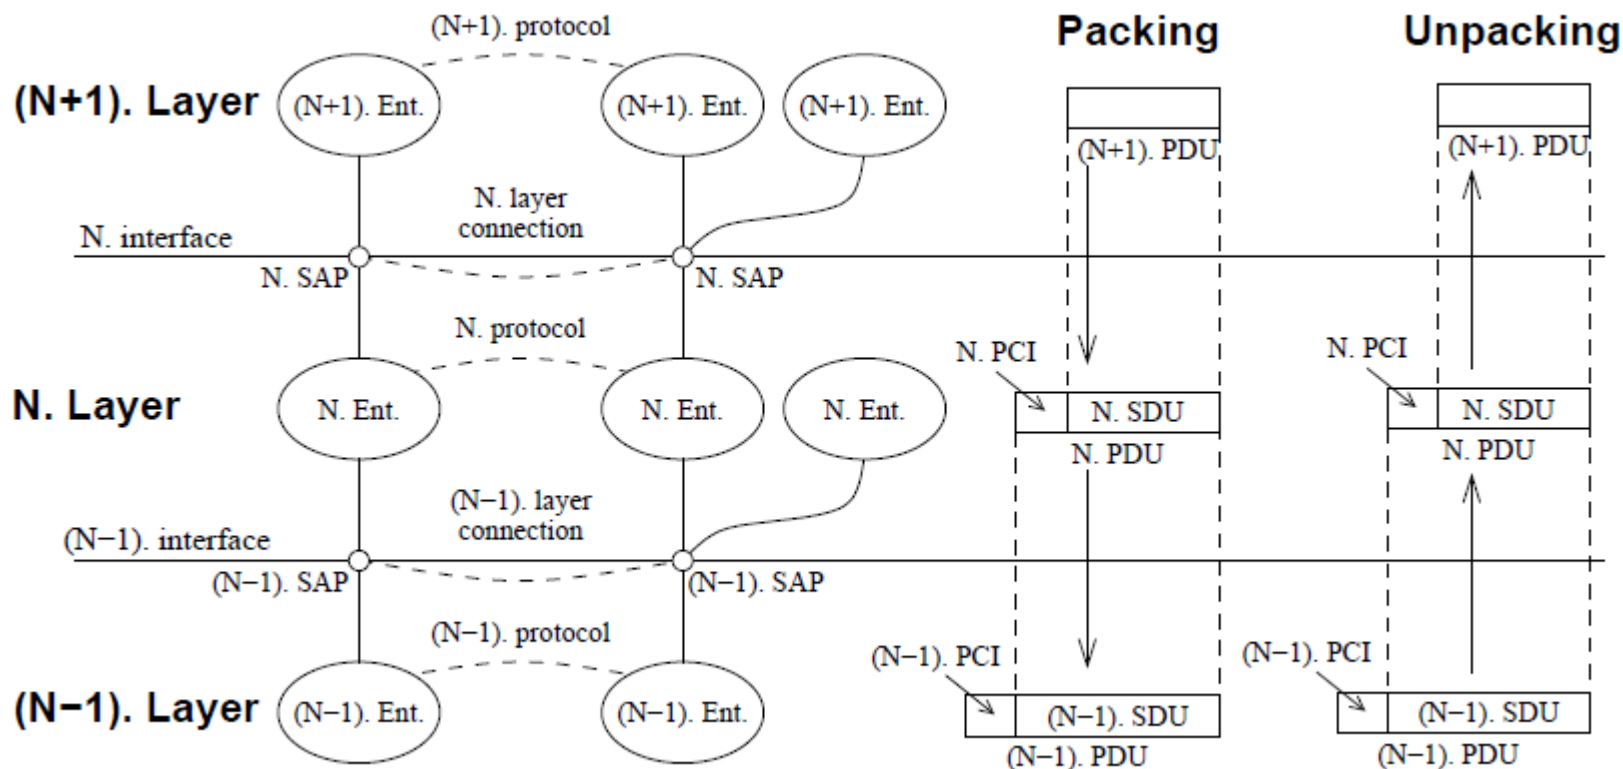 (N+1). protocol
Packing
Unpacking
(N+1). Layer
(N+1). Ent.
(N+1). Ent.
(N+1). Ent.
(N+1). PDU
(N+1). PDU
N. layer
connection
N. interface
N. SAP
N. SAP
N. protocol
N. PCI
N. PCI
N. Layer
N. Ent.
N. Ent.
N. Ent.
N. SDU
N. SDU
N. PDU
N. PDU
(N−1). layer
connection
(N−1). interface
(N−1). SAP
(N−1). SAP
(N−1). protocol
(N−1). PCI
(N−1). PCI
(N−1). Layer
(N−1). Ent.
(N−1). Ent.
(N−1). SDU
(N−1). SDU
(N−1). PDU
(N−1). PDU